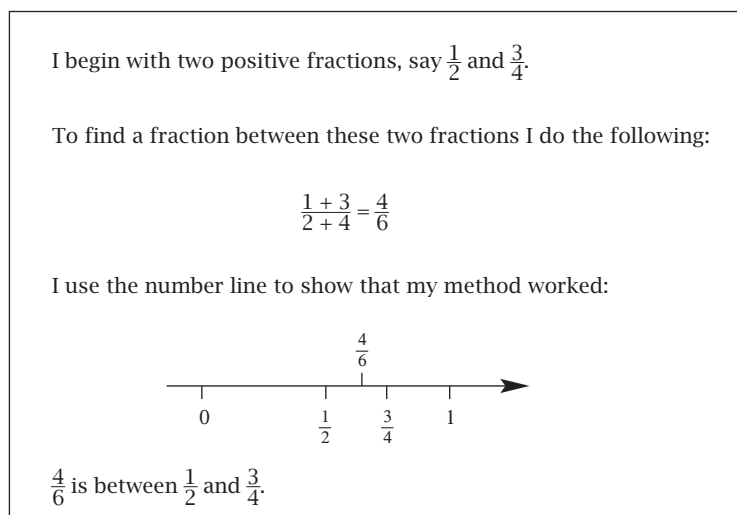 I begin with two positive fractions, say 1/2 and 3/4.
To find a fraction between these two fractions I do the following:
(1 + 3)/(2 + 4) = 4/6
I use the number line to show that my method worked:
4/6
0 1/2 3/4 1
4/6 is between 1/2 and 3/4.